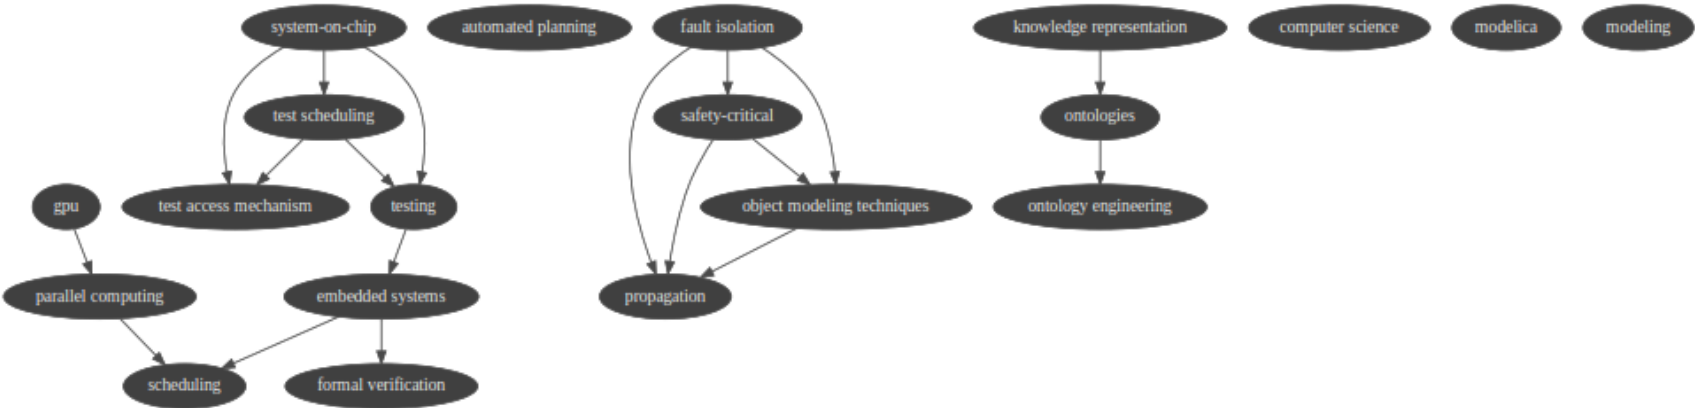 system-on-chip
automated planning
fault isolation
knowledge representation
computer science
modelica
modeling
test scheduling
safety-critical
ontologies
gpu
test access mechanism
testing
object modeling techniques
ontology engineering
parallel computing
embedded systems
propagation
scheduling
formal verification